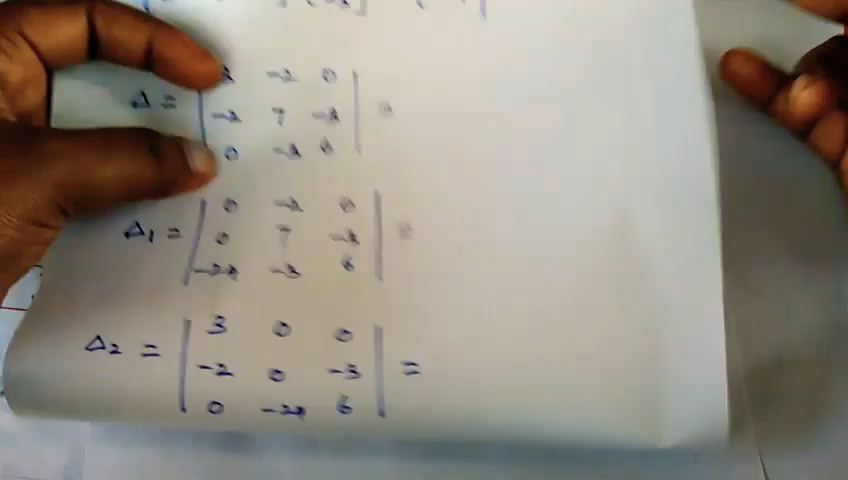 Δ = | 3 -2 0 |
| -2 7 -3 | =
| 0 -3 6 |
Δ1 = | 0 -2 0 |
| 0 7 -3 | =
| -24 -3 6 |
Δ2 = | 3 0 0 |
| -2 0 -3 | =
| 0 -24 6 |